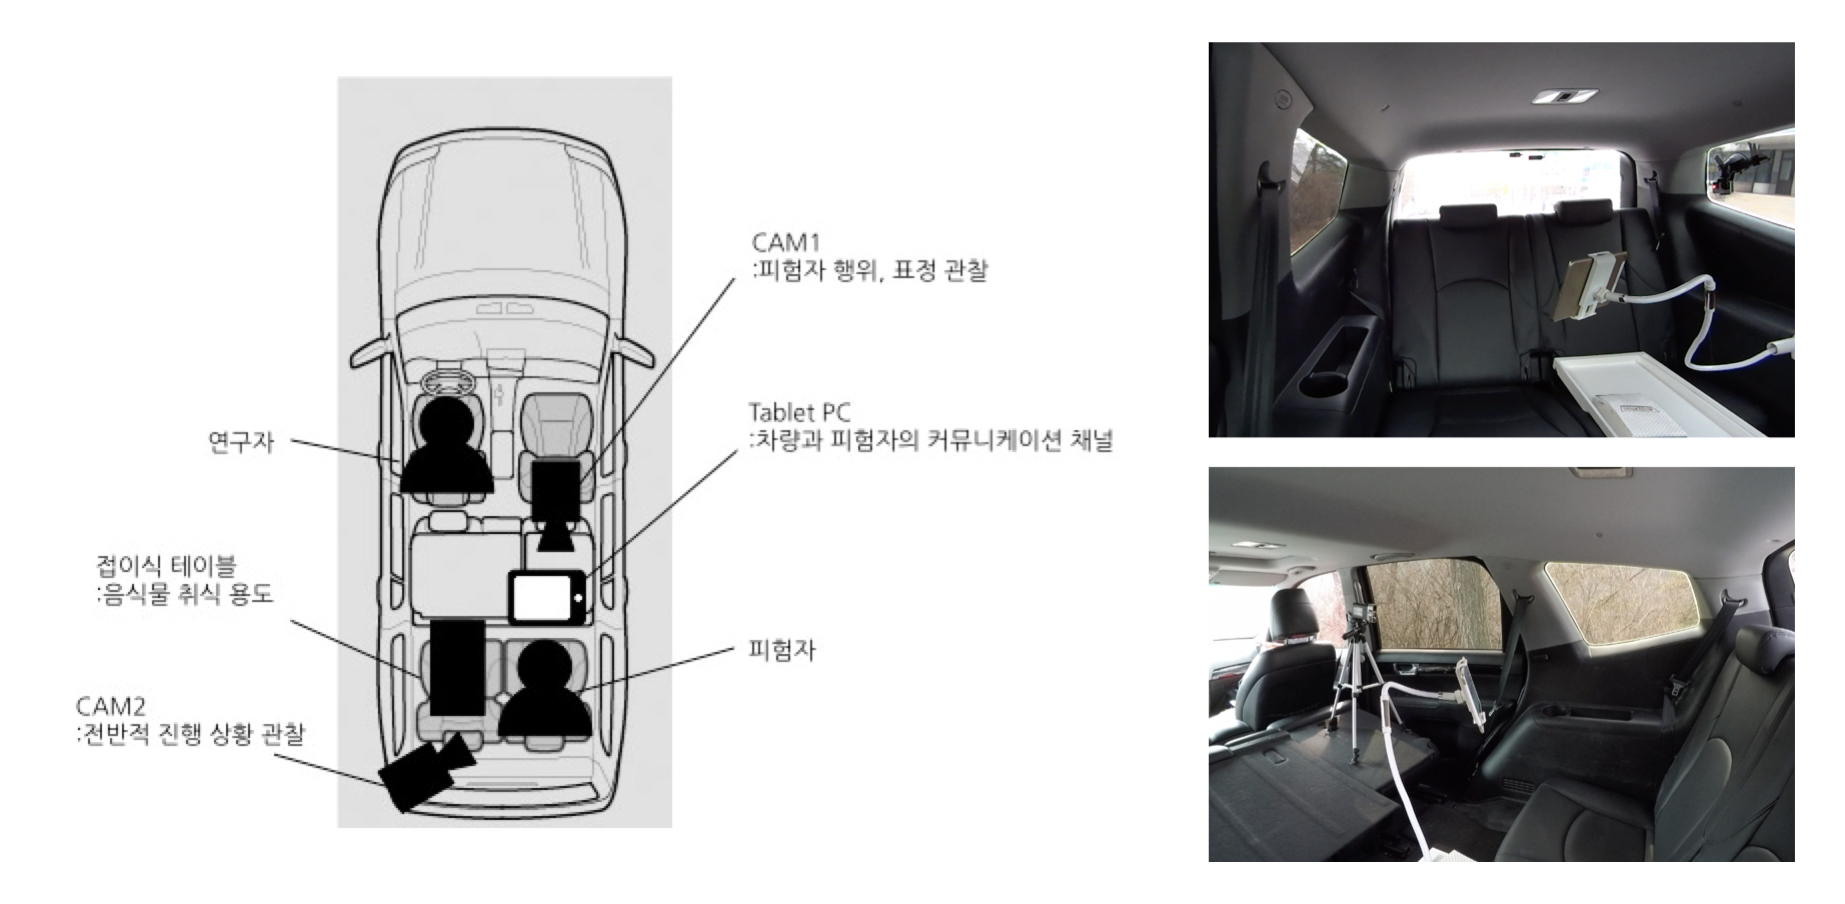 CAM1
:피험자 행위, 표정 관찰
Tablet PC
:차량과 피험자의 커뮤니케이션 채널
연구자
접이식 테이블
:음식물 취식 용도
피험자
CAM2
:전반적 진행 상황 관찰